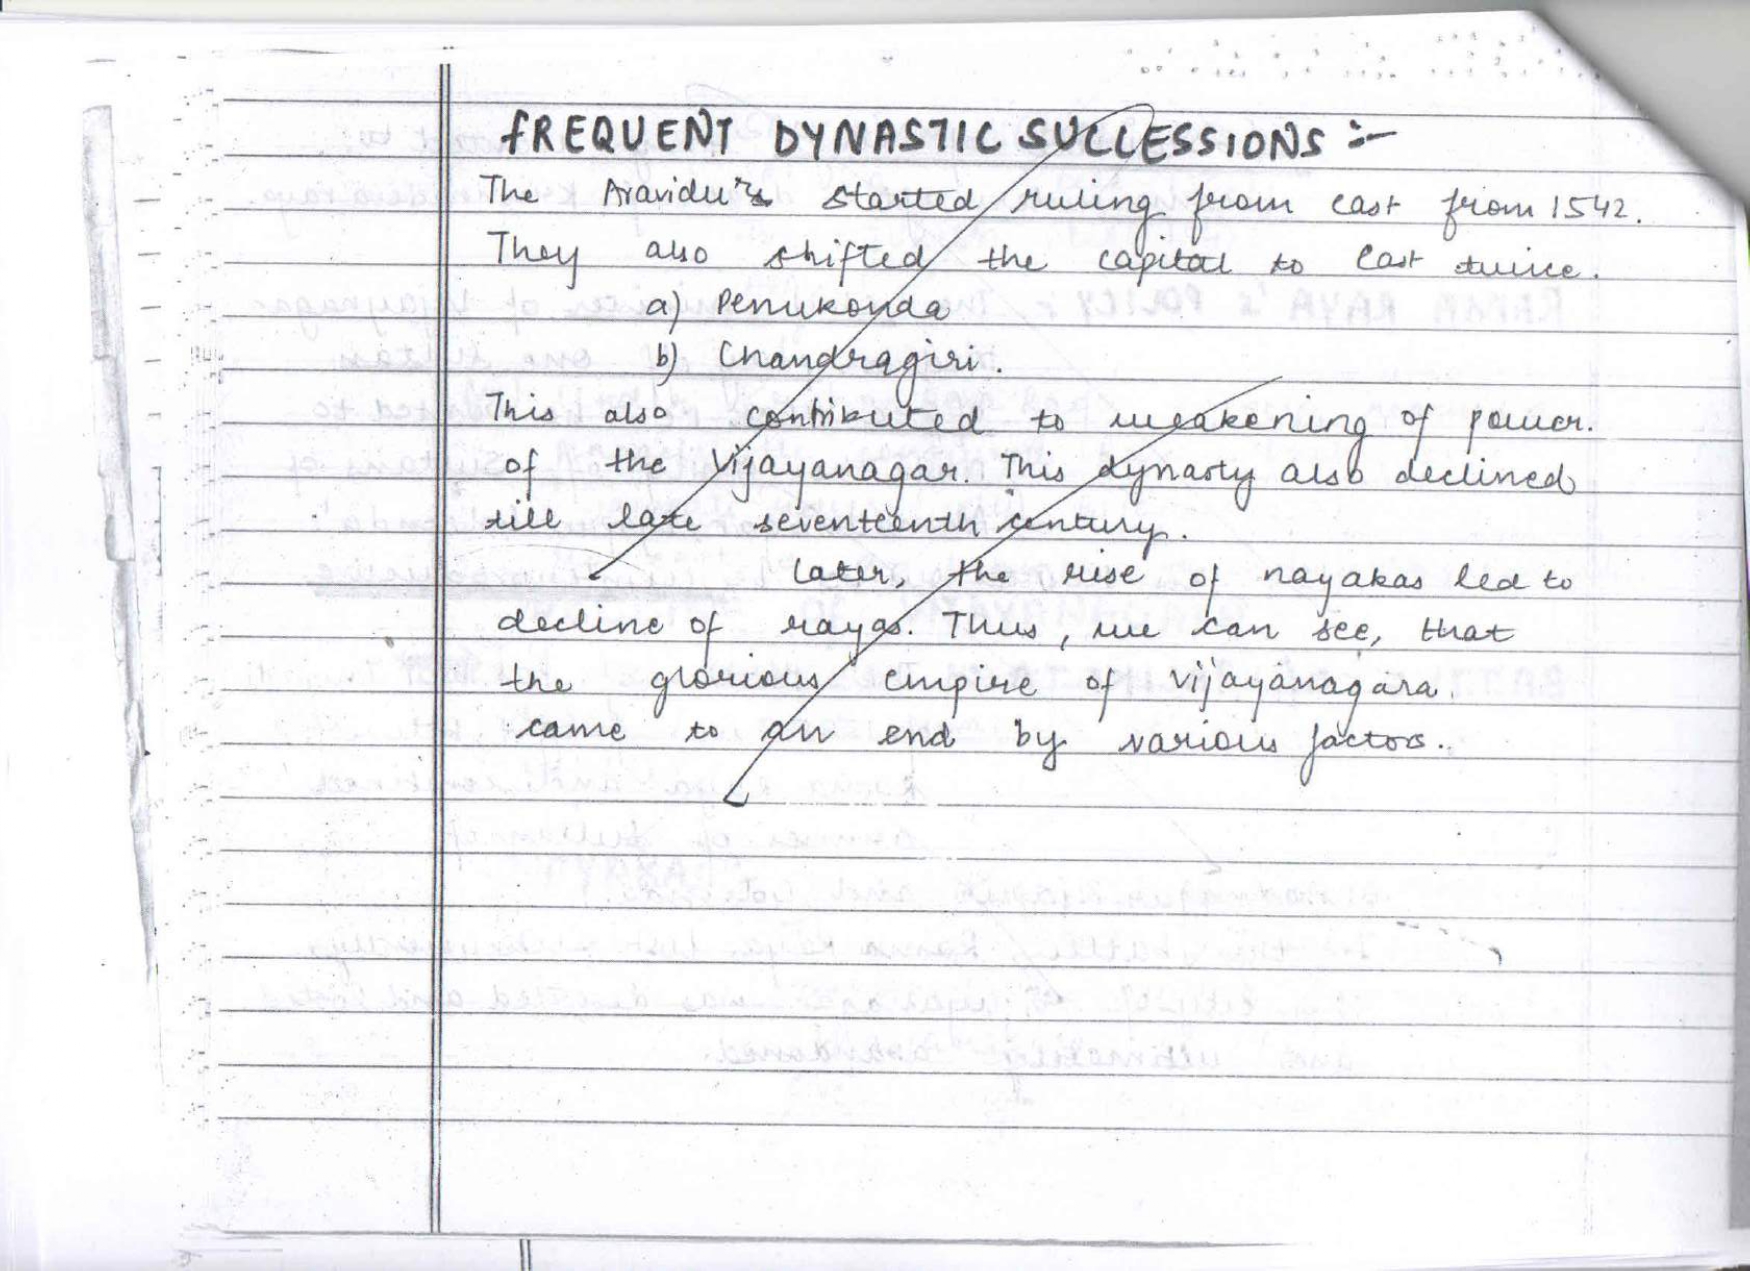 FREQUENT DYNASTIC SUCCESSIONS :-
The Aravidu's started ruling from east from 1542.
They also shifted the capital to East twice.
a) Penukonda
b) Chandragiri.
This also contributed to weakening of power.
of the Vijayanagar. This dynasty also declined
till late seventeenth century.
Later, the rise of nayakas led to
decline of rayas. Thus, we can see, that
the glorious empire of vijayanagara.
came to an end by various factors.